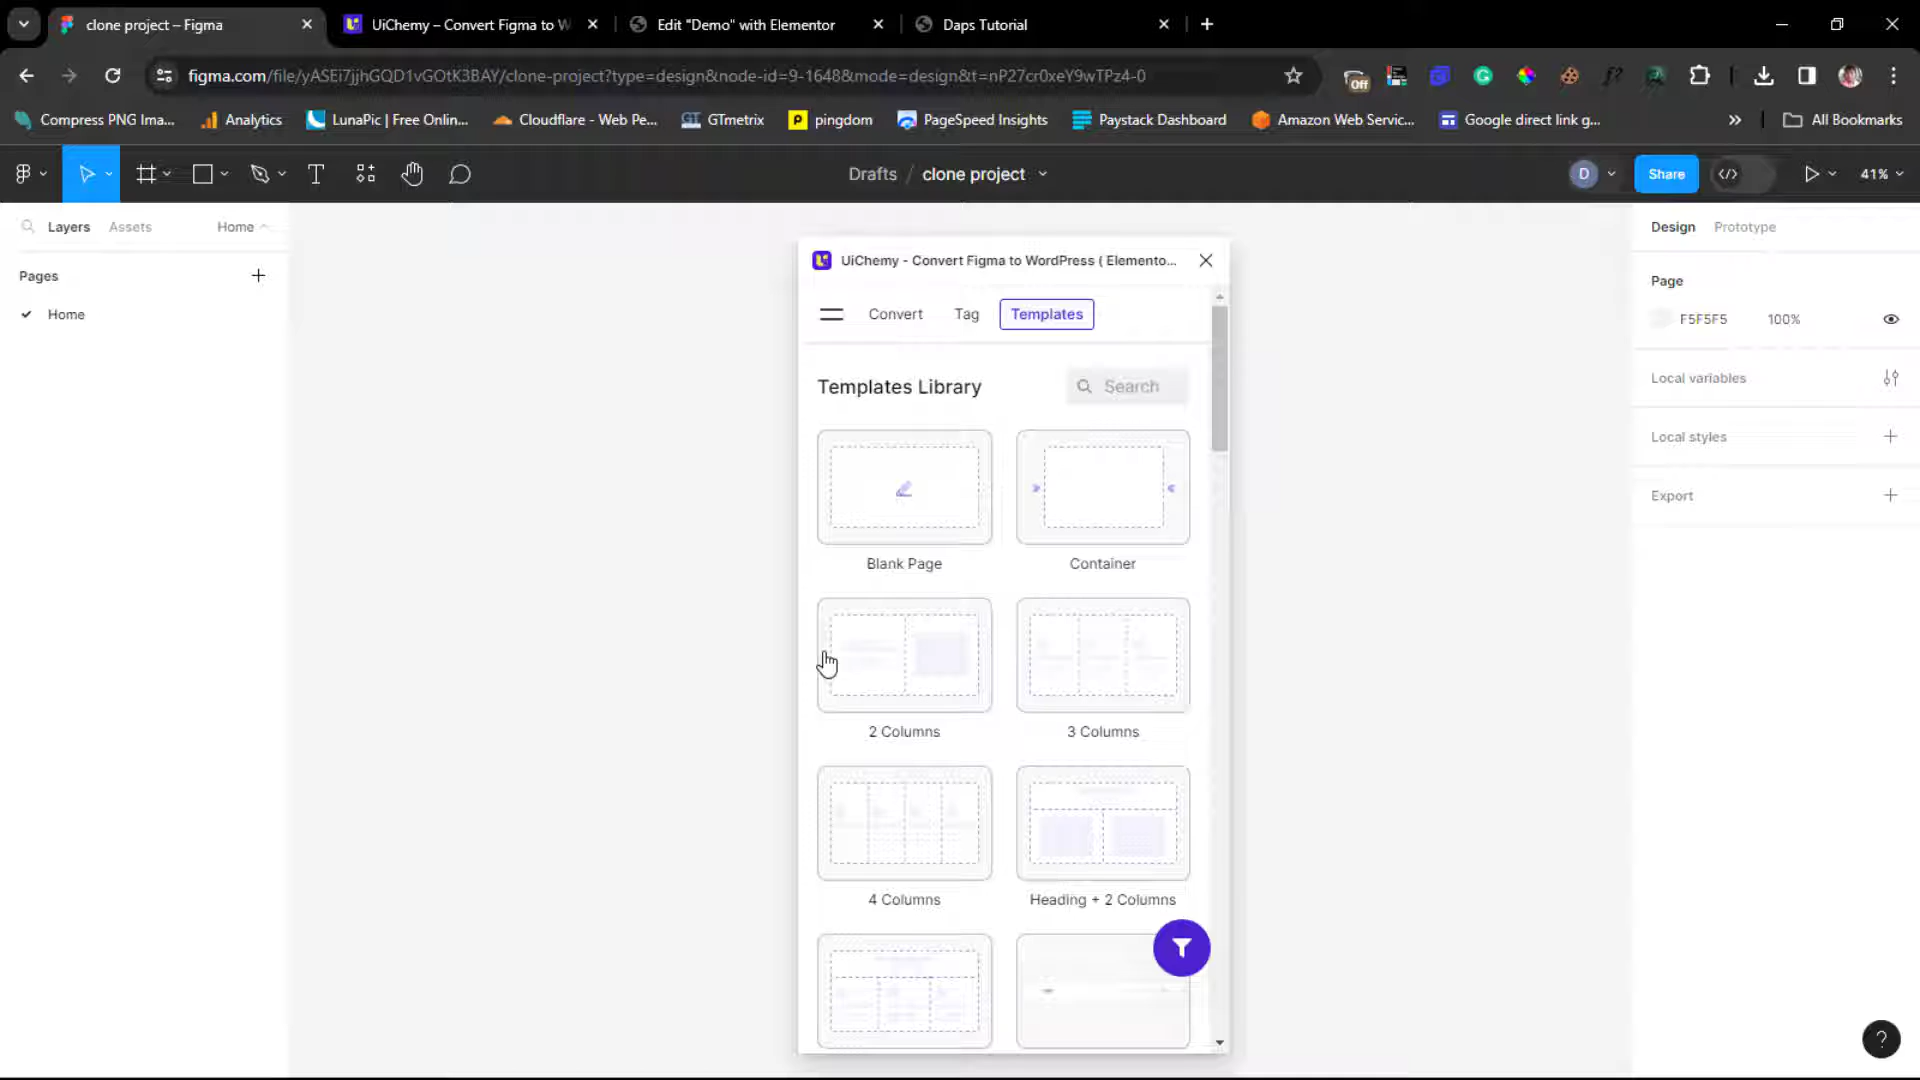 clone project – Figma
UiChemy – Convert Figma to W
Edit "Demo" with Elementor
Daps Tutorial
figma.com/file/yASEi7jjhGQD1vGOtK3BAY/clone-project?type=design&node-id=9-1648&mode=design&t=nP27cr0xeY9wTPz4-0
Off
Compress PNG Ima...
Analytics
LunaPic | Free Onlin...
Cloudflare - Web Pe...
GT
GTmetrix
pingdom
PageSpeed Insights
Paystack Dashboard
Amazon Web Servic...
Google direct link g...
All Bookmarks
Drafts / clone project
D
Share
41%
Layers
Assets
Home
Pages
Home
UiChemy - Convert Figma to WordPress ( Elemento...
Convert
Tag
Templates
Templates Library
Search
Blank Page
Container
2 Columns
3 Columns
4 Columns
Heading + 2 Columns
Design
Prototype
Page
F5F5F5
100%
Local variables
Local styles
Export
?